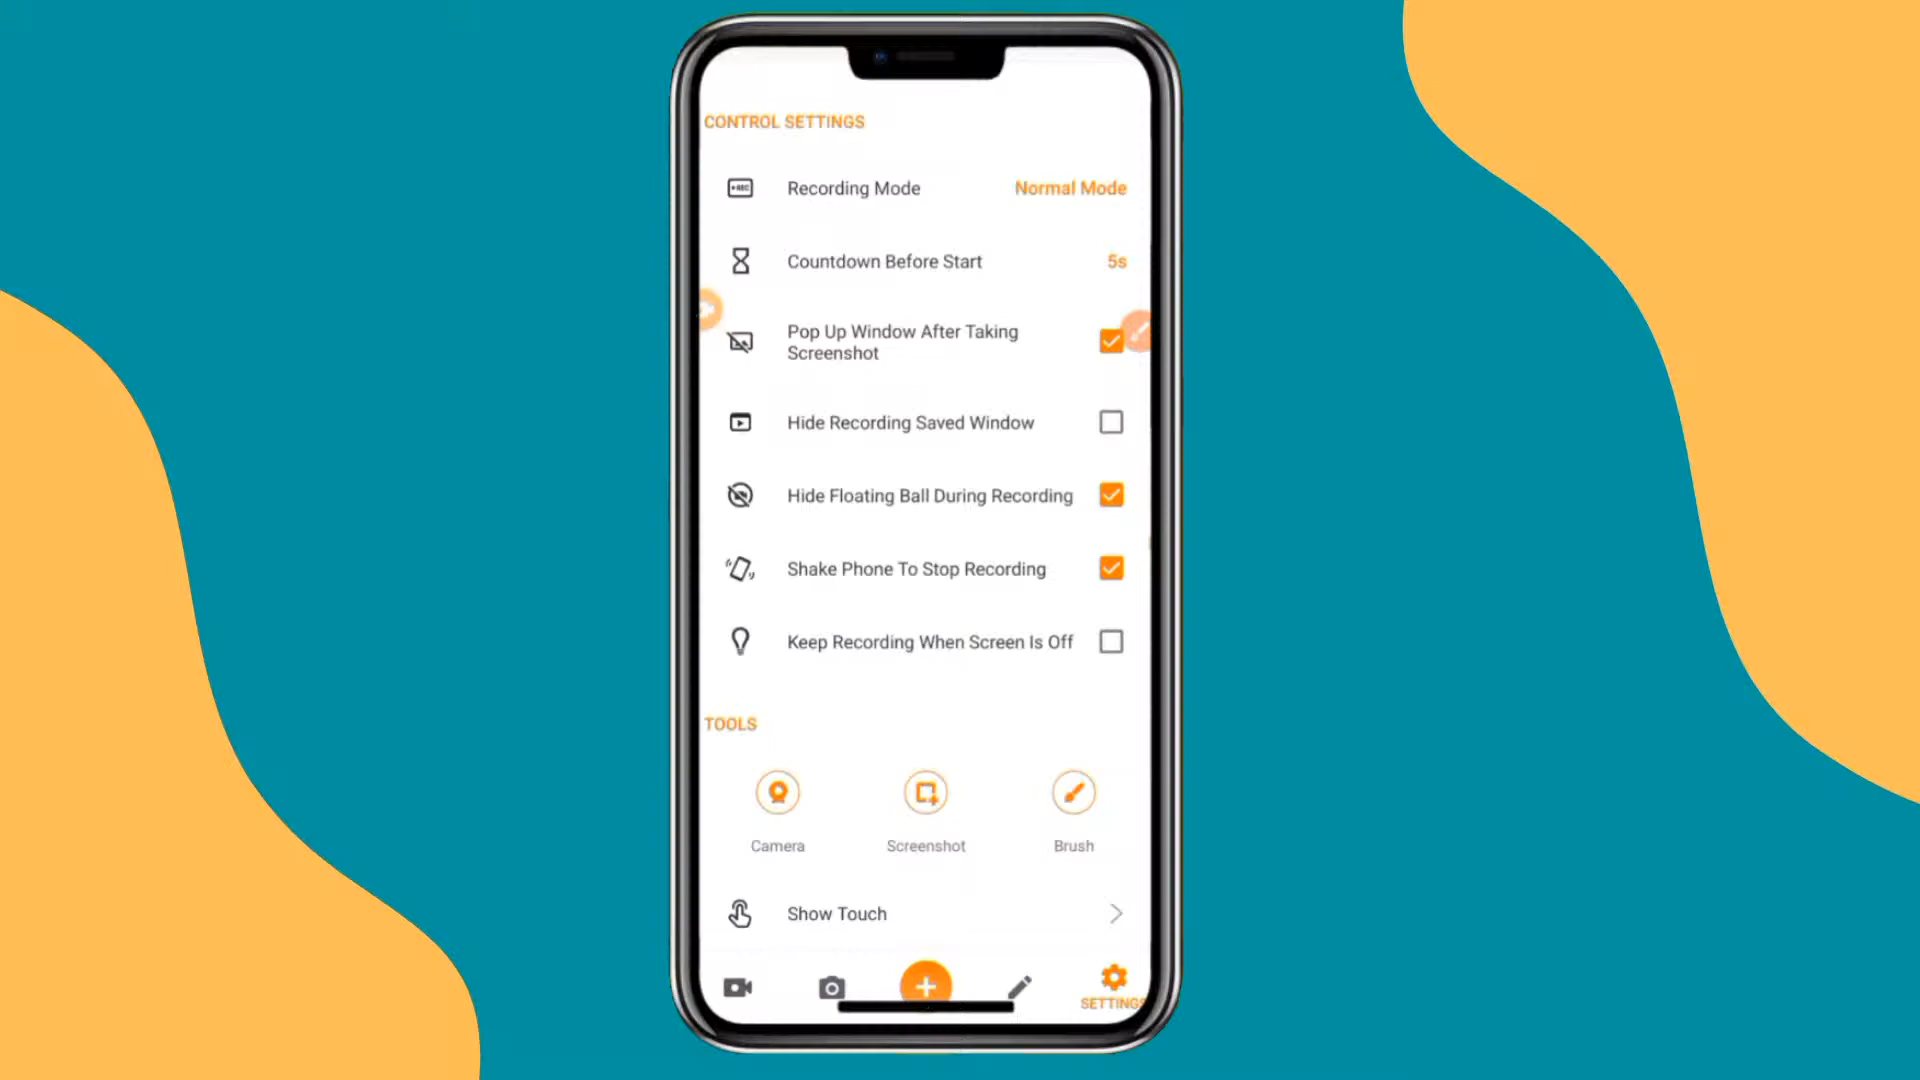 CONTROL SETTINGS
Recording Mode Normal Mode
Countdown Before Start 5s
Pop Up Window After Taking
Screenshot
Hide Recording Saved Window
Hide Floating Ball During Recording
Shake Phone To Stop Recording
Keep Recording When Screen Is Off
TOOLS
Camera Screenshot Brush
Show Touch
SETTINGS